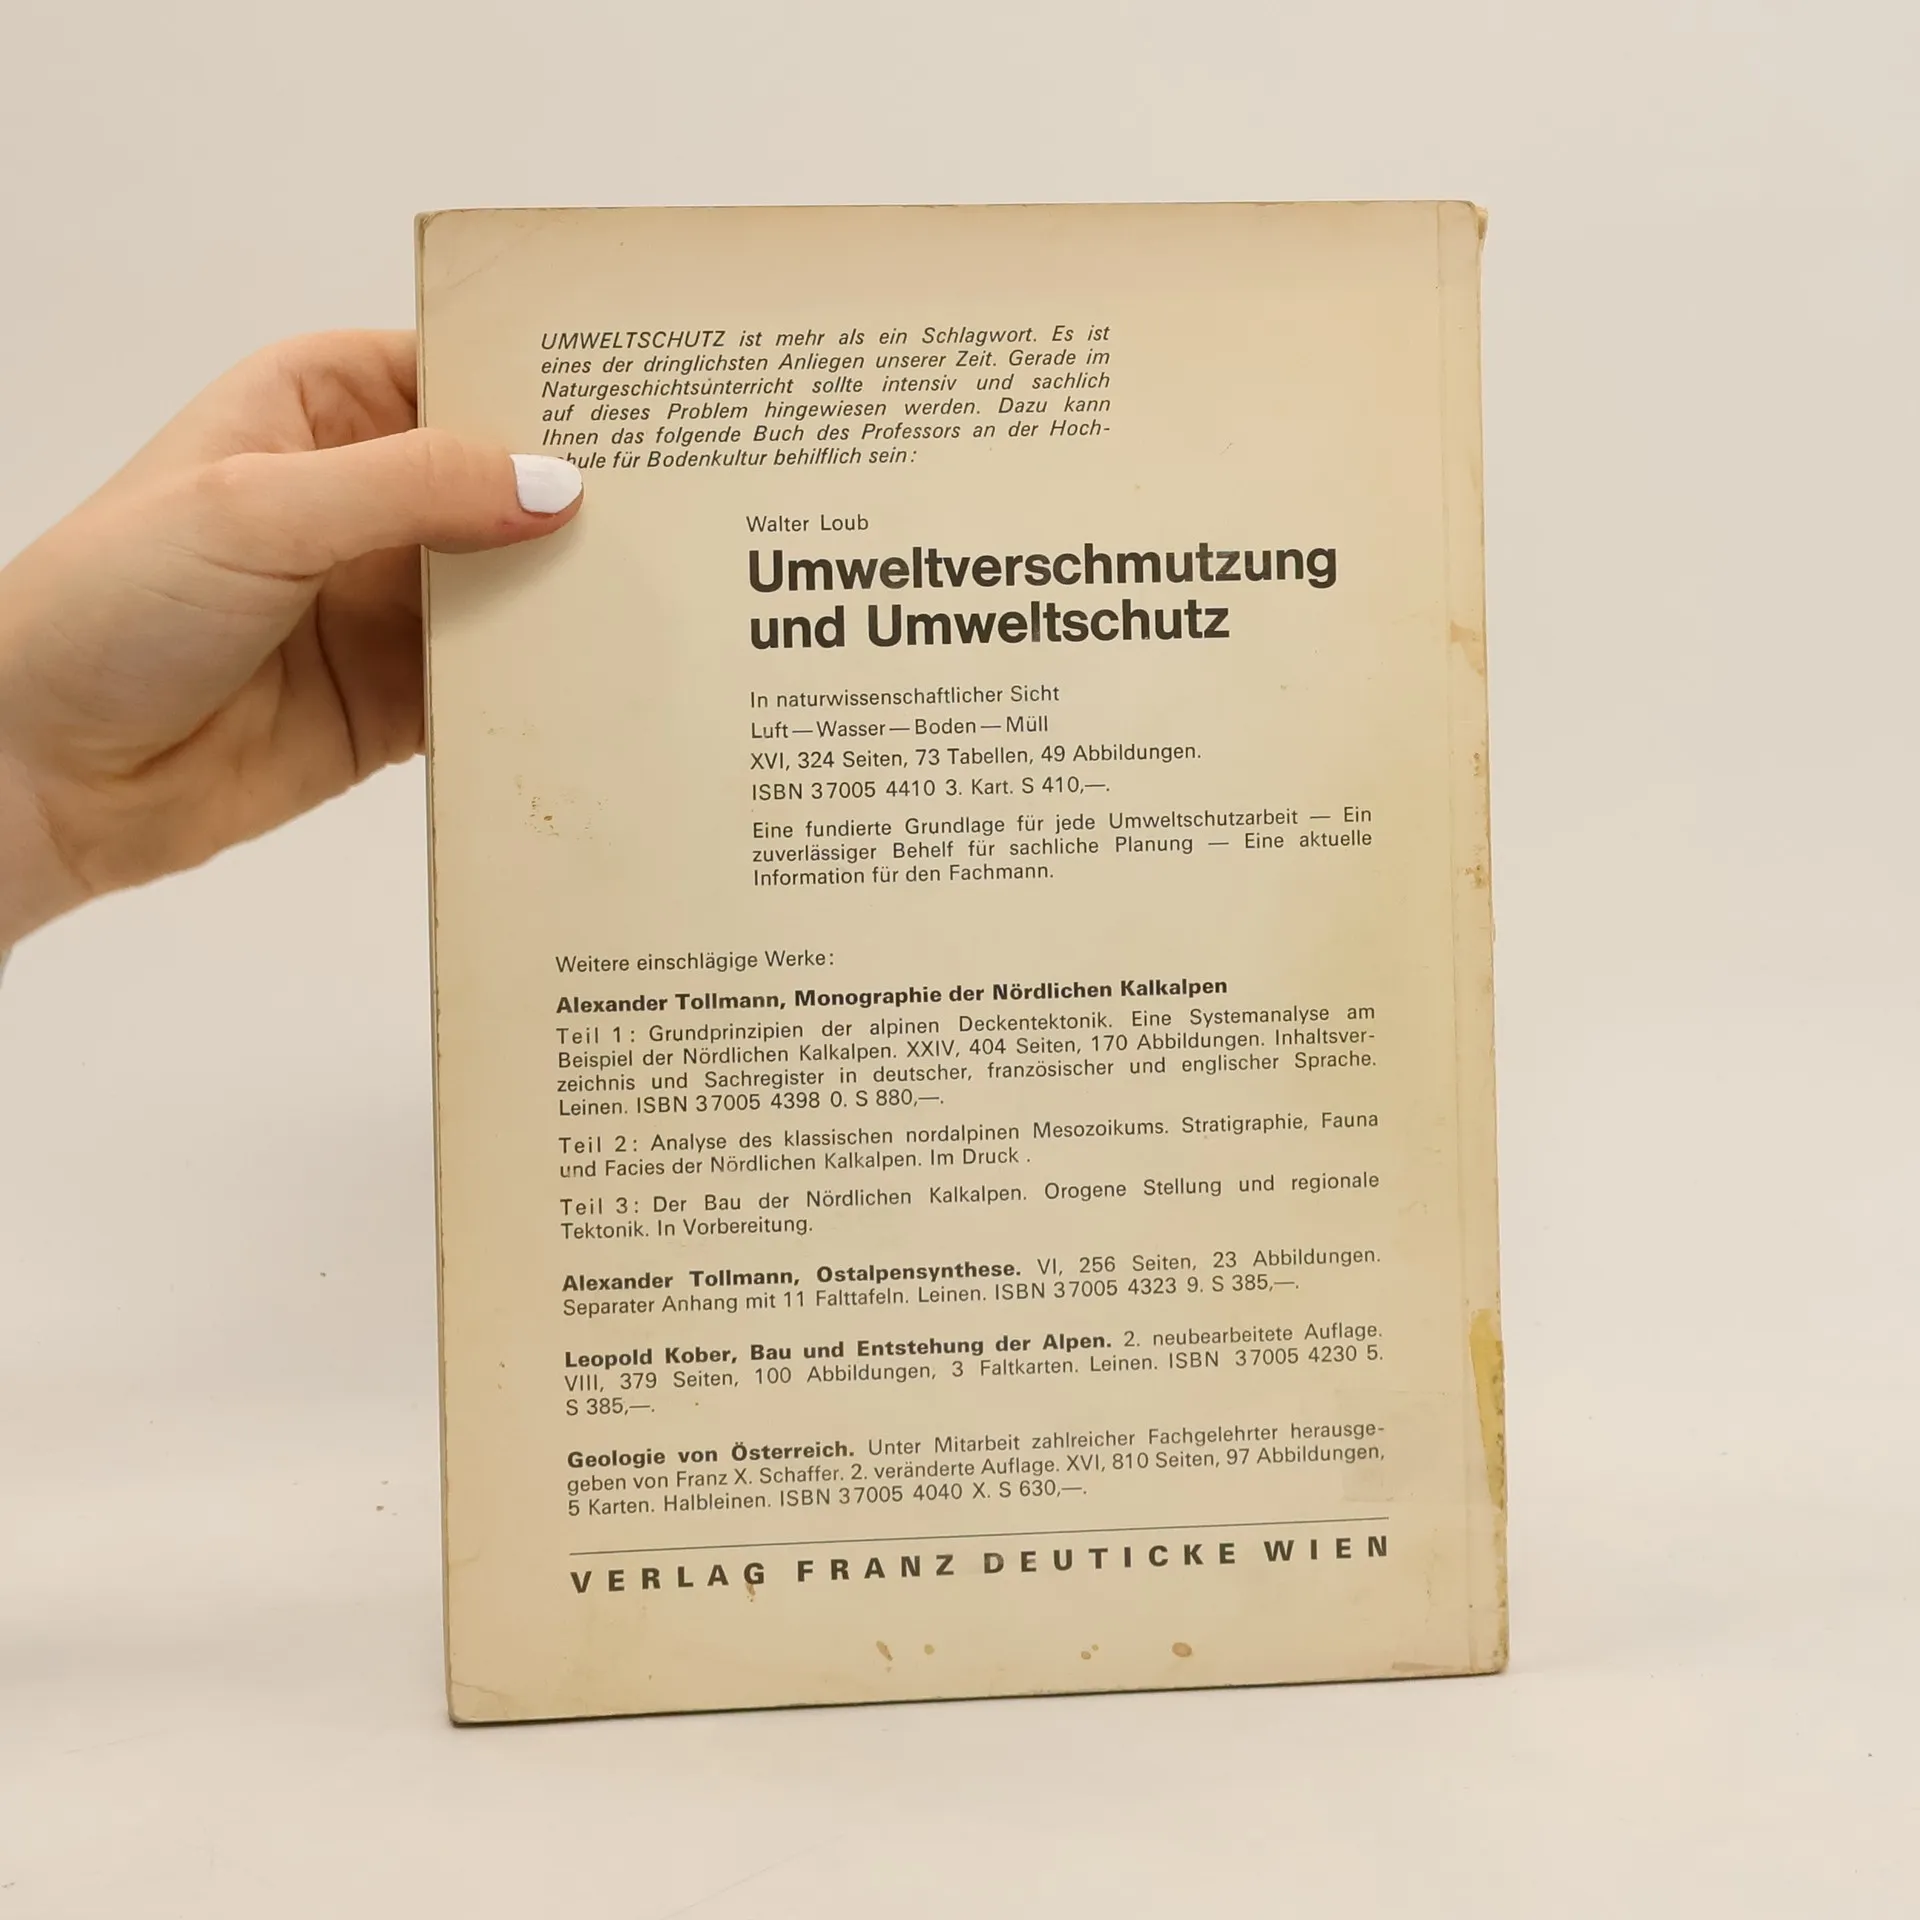 UMWELTSCHUTZ ist mehr als ein Schlagwort. Es ist
eines der dringlichsten Anliegen unserer Zeit. Gerade im
Naturgeschichtsunterricht sollte intensiv und sachlich
auf dieses Problem hingewiesen werden. Dazu kann
Ihnen das folgende Buch des Professors an der Hoch-
hule für Bodenkultur behilflich sein:
Walter Loub
Umweltverschmutzung
und Umweltschutz
In naturwissenschaftlicher Sicht
Luft — Wasser — Boden — Müll
XVI, 324 Seiten, 73 Tabellen, 49 Abbildungen.
ISBN 3 7005 4410 3. Kart. S 410,—.
Eine fundierte Grundlage für jede Umweltschutzarbeit — Ein
zuverlässiger Behelf für sachliche Planung — Eine aktuelle
Information für den Fachmann.
Weitere einschlägige Werke:
Alexander Tollmann, Monographie der Nördlichen Kalkalpen
Teil 1: Grundprinzipien der alpinen Deckentektonik. Eine Systemanalyse am
Beispiel der Nördlichen Kalkalpen. XXIV, 404 Seiten, 170 Abbildungen. Inhaltsver-
zeichnis und Sachregister in deutscher, französischer und englischer Sprache.
Leinen. ISBN 3 7005 4398 0. S 880,—.
Teil 2: Analyse des klassischen nordalpinen Mesozoikums. Stratigraphie, Fauna
und Facies der Nördlichen Kalkalpen. Im Druck .
Teil 3: Der Bau der Nördlichen Kalkalpen. Orogene Stellung und regionale
Tektonik. In Vorbereitung.
Alexander Tollmann, Ostalpensynthese. VI, 256 Seiten, 23 Abbildungen.
Separater Anhang mit 11 Falttafeln. Leinen. ISBN 3 7005 4323 9. S 385,—.
Leopold Kober, Bau und Entstehung der Alpen. 2. neubearbeitete Auflage.
VIII, 379 Seiten, 100 Abbildungen, 3 Faltkarten. Leinen. ISBN 3 7005 4230 5.
S 385,—.
Geologie von Österreich. Unter Mitarbeit zahlreicher Fachgelehrter herausge-
geben von Franz X. Schaffer. 2. veränderte Auflage. XVI, 810 Seiten, 97 Abbildungen,
5 Karten. Halbleinen. ISBN 3 7005 4040 X. S 630,—.
VERLAG FRANZ DEUTICKE WIEN